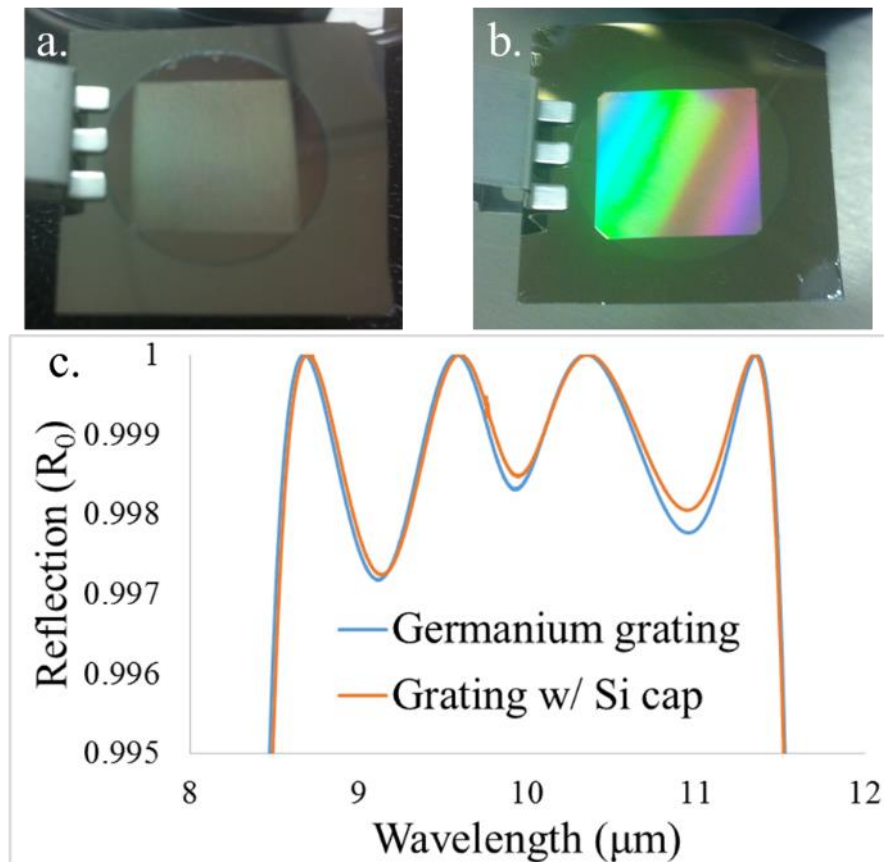 a.
b.
c.
1
0.999
0.998
0.997
0.996
0.995
Reflection (R₀)
Germanium grating
Grating w/ Si cap
8
9
10
11
12
Wavelength (μm)